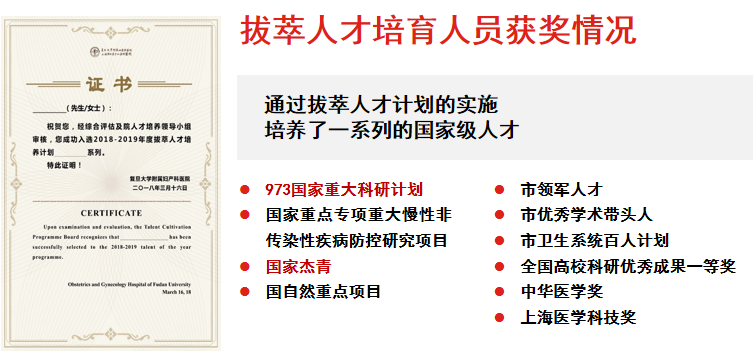 拔萃人才培育人员获奖情况
证书
(先生/女士)：
祝贺您，经综合评估及院人才培养领导小组
审核，您成功入选2018-2019年度拔萃人才培
养计划________系列。
特此证明！
复旦大学附属妇产科医院
二〇一八年三月十六日
CERTIFICATE
Upon examination and evaluation, the Talent Cultivation
Programme Board recognizes that ________ has been
successfully selected to the 2018-2019 talent of the year
programme.
Obstetrics and Gynecology Hospital of Fudan University
March 16, 18
通过拔萃人才计划的实施
培养了一系列的国家级人才
973国家重大科研计划
国家重点专项重大慢性非
传染性疾病防控研究项目
国家杰青
国自然重点项目
市领军人才
市优秀学术带头人
市卫生系统百人计划
全国高校科研优秀成果一等奖
中华医学奖
上海医学科技奖